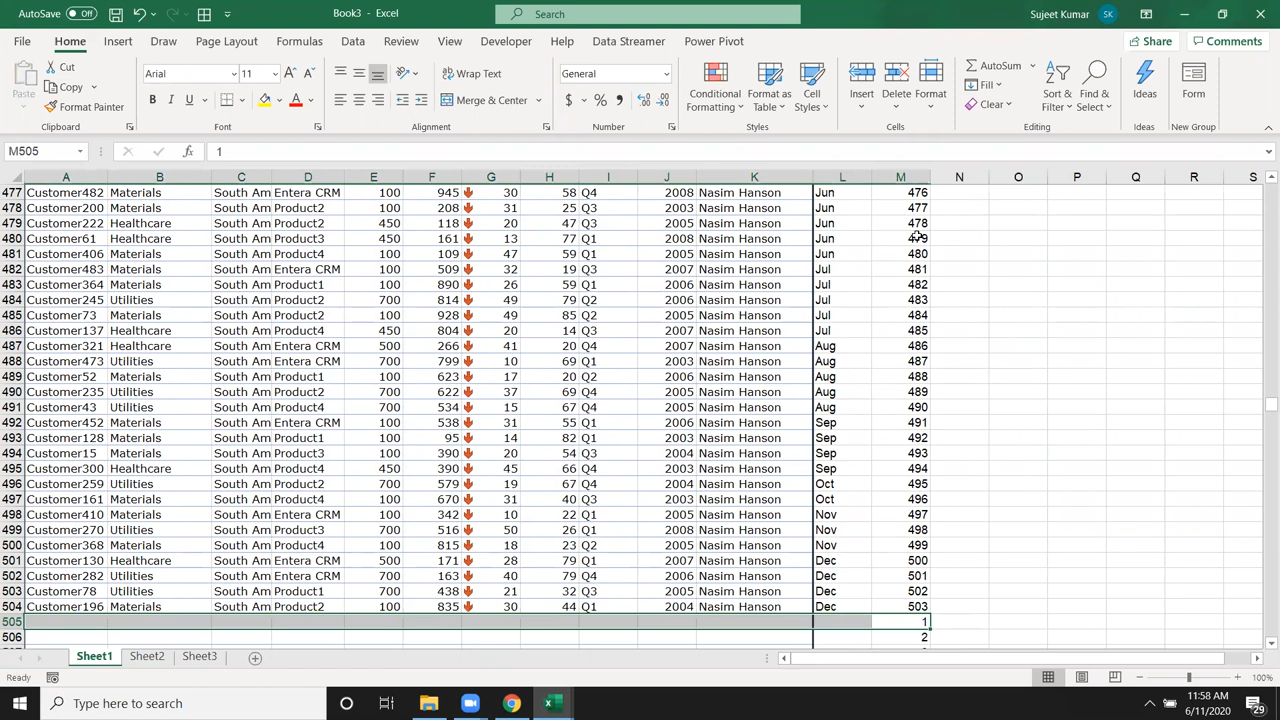 AutoSave Off Book3 - Excel Search Sujeet Kumar SK
File Home Insert Draw Page Layout Formulas Data Review View Developer Help Data Streamer Power Pivot Share Comments
Paste Cut Copy Format Painter Clipboard
Arial 11 A A B I U A Font
Wrap Text Merge & Center Alignment
General $ % , Number
Conditional Formatting Format as Table Cell Styles Styles
Insert Delete Format Cells
AutoSum Fill Clear Sort & Filter Find & Select Editing
Ideas Ideas Form New Group
M505 fx 1
A B C D E F G H I J K L M N O P Q R S
477 Customer482 Materials South Am Entera CRM 100 945 30 58 Q4 2008 Nasim Hanson Jun 476
478 Customer200 Materials South Am Product2 100 208 31 25 Q3 2003 Nasim Hanson Jun 477
479 Customer222 Healthcare South Am Product2 450 118 20 47 Q3 2005 Nasim Hanson Jun 478
480 Customer61 Healthcare South Am Product3 450 161 13 77 Q1 2008 Nasim Hanson Jun 479
481 Customer406 Materials South Am Product4 100 109 47 59 Q1 2005 Nasim Hanson Jun 480
482 Customer483 Materials South Am Entera CRM 100 509 32 19 Q3 2007 Nasim Hanson Jul 481
483 Customer364 Materials South Am Product1 100 890 26 59 Q1 2006 Nasim Hanson Jul 482
484 Customer245 Utilities South Am Product2 700 814 49 79 Q2 2006 Nasim Hanson Jul 483
485 Customer73 Materials South Am Product2 100 928 49 85 Q2 2005 Nasim Hanson Jul 484
486 Customer137 Healthcare South Am Product4 450 804 20 14 Q3 2007 Nasim Hanson Jul 485
487 Customer321 Healthcare South Am Entera CRM 500 266 41 41 Q2 2006 Nasim Hanson Aug 486
488 Customer473 Utilities South Am Entera CRM 700 799 10 69 Q1 2003 Nasim Hanson Aug 487
489 Customer52 Materials South Am Product1 100 623 17 20 Q2 2006 Nasim Hanson Aug 488
490 Customer235 Utilities South Am Product2 700 622 37 69 Q4 2006 Nasim Hanson Aug 489
491 Customer43 Utilities South Am Product4 700 534 15 67 Q4 2005 Nasim Hanson Aug 490
492 Customer452 Materials South Am Entera CRM 100 538 31 55 Q1 2006 Nasim Hanson Sep 491
493 Customer128 Materials South Am Product1 100 95 14 82 Q3 2004 Nasim Hanson Sep 492
494 Customer15 Materials South Am Product3 100 390 20 54 Q3 2004 Nasim Hanson Sep 493
495 Customer300 Healthcare South Am Product4 450 390 45 66 Q4 2003 Nasim Hanson Sep 494
496 Customer259 Utilities South Am Product2 700 579 19 67 Q4 2003 Nasim Hanson Oct 495
497 Customer161 Materials South Am Product4 100 670 31 40 Q3 2003 Nasim Hanson Oct 496
498 Customer410 Materials South Am Entera CRM 100 342 10 22 Q1 2005 Nasim Hanson Nov 497
499 Customer270 Utilities South Am Product3 700 516 50 26 Q1 2008 Nasim Hanson Nov 498
500 Customer368 Materials South Am Product4 100 815 18 23 Q2 2005 Nasim Hanson Nov 499
501 Customer130 Healthcare South Am Entera CRM 500 171 28 79 Q1 2007 Nasim Hanson Dec 500
502 Customer282 Utilities South Am Entera CRM 700 163 40 79 Q4 2006 Nasim Hanson Dec 501
503 Customer78 Utilities South Am Product1 700 438 21 32 Q3 2005 Nasim Hanson Dec 502
504 Customer196 Materials South Am Product2 100 835 30 44 Q1 2004 Nasim Hanson Dec 503
505 1
506 2
Sheet1 Sheet2 Sheet3
Ready 100%
Type here to search 11:58 AM
6/11/2020 29